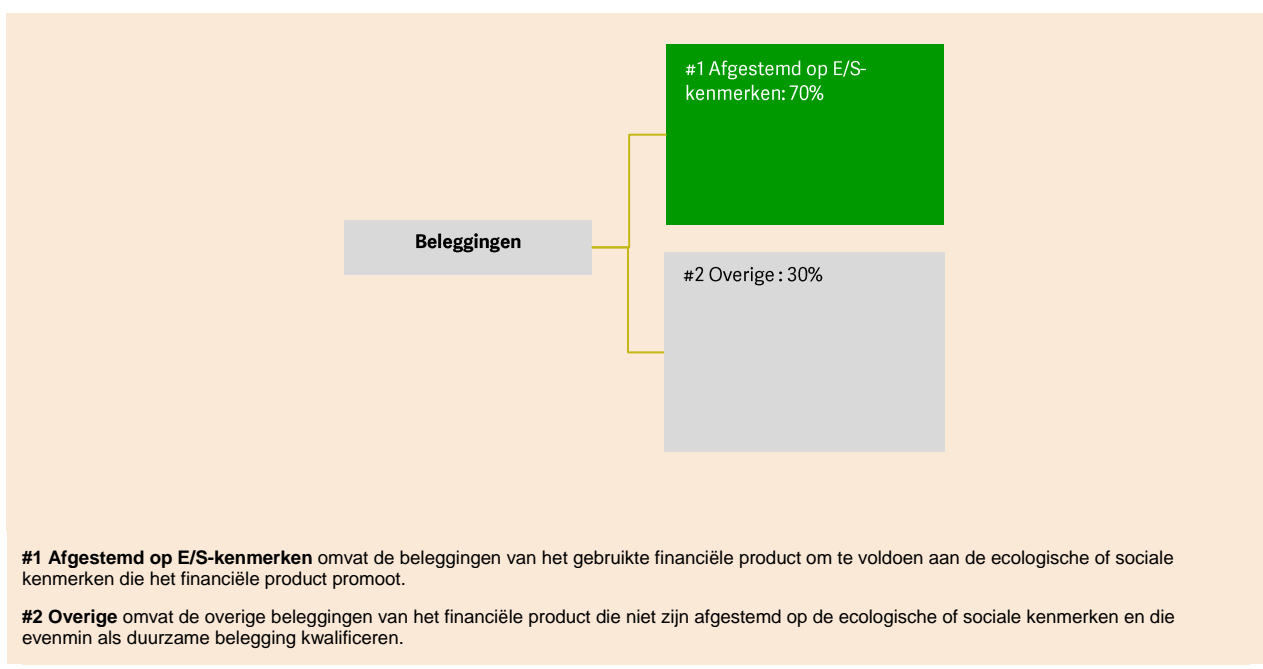 #1 Afgestemd op E/S-
kenmerken: 70%
Beleggingen
#2 Overige : 30%
#1 Afgestemd op E/S-kenmerken omvat de beleggingen van het gebruikte financiële product om te voldoen aan de ecologische of sociale
kenmerken die het financiële product promoot.
#2 Overige omvat de overige beleggingen van het financiële product die niet zijn afgestemd op de ecologische of sociale kenmerken en die
evenmin als duurzame belegging kwalificeren.